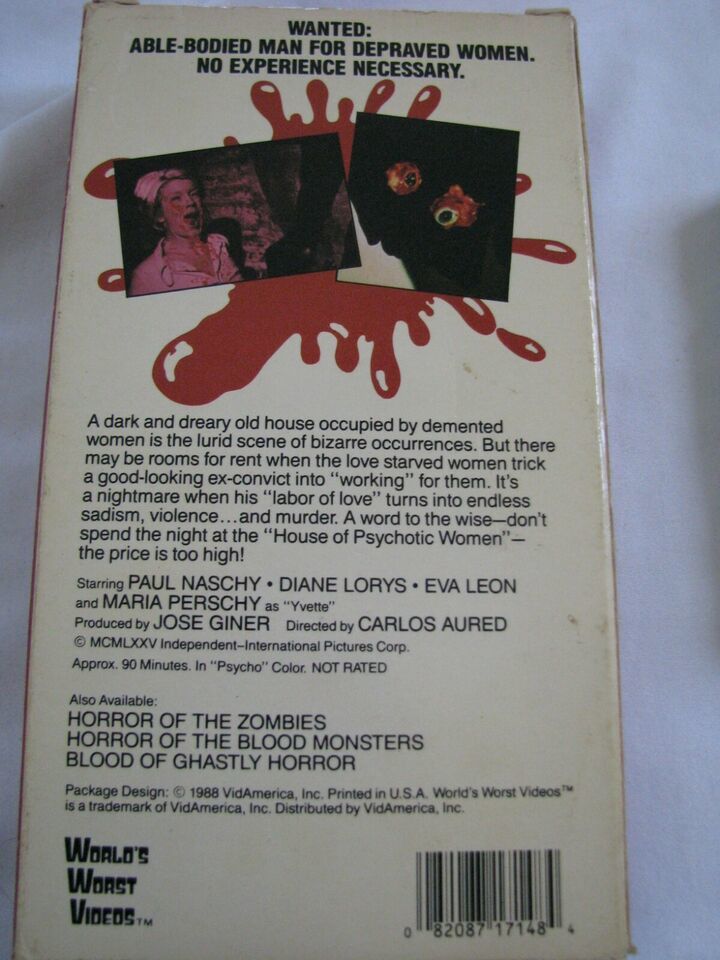 WANTED:
ABLE-BODIED MAN FOR DEPRAVED WOMEN.
NO EXPERIENCE NECESSARY.
A dark and dreary old house occupied by demented
women is the lurid scene of bizarre occurrences. But there
may be rooms for rent when the love starved women trick
a good-looking ex-convict into "working" for them. It's
a nightmare when his "labor of love" turns into endless
sadism, violence...and murder. A word to the wise—don't
spend the night at the "House of Psychotic Women"—
the price is too high!
Starring PAUL NASCHY • DIANE LORYS • EVA LEON
and MARIA PERSCHY as "Yvette"
Produced by JOSE GINER Directed by CARLOS AURED
© MCMLXXV Independent-International Pictures Corp.
Approx. 90 Minutes. In "Psycho" Color. NOT RATED
Also Available:
HORROR OF THE ZOMBIES
HORROR OF THE BLOOD MONSTERS
BLOOD OF GHASTLY HORROR
Package Design: © 1988 VidAmerica, Inc. Printed in U.S.A. World's Worst Videos™
is a trademark of VidAmerica, Inc. Distributed by VidAmerica, Inc.
WORLD'S
WORST
VIDEOS™
0 82087 17148 4